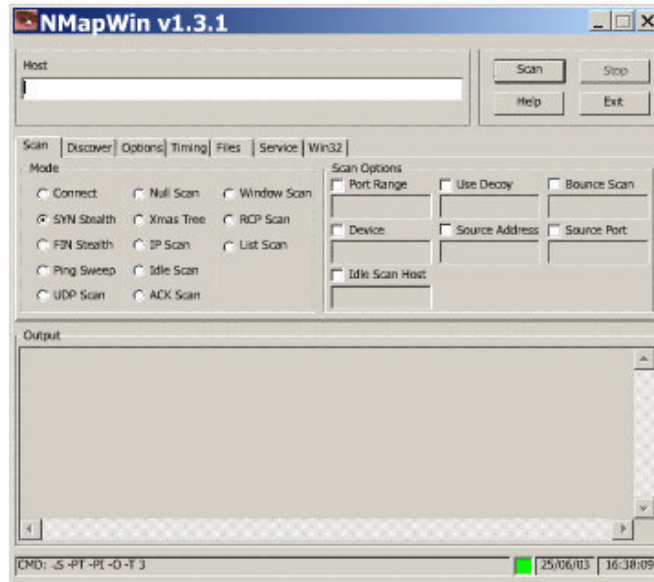 NMapWin v1.3.1
Host
Scan Stop
Help Exit
Scan Discover Options Timing Files Service Win32
Mode Scan Options
Connect Null Scan Window Scan Port Range Use Decoy Bounce Scan
SYN Stealth Xmas Tree RCP Scan
FIN Stealth IP Scan List Scan Device Source Address Source Port
Ping Sweep Idle Scan Idle Scan Host
UDP Scan ACK Scan
Output
CMD: -sS -PT -PI -O -T 3 25/06/03 16:38:09